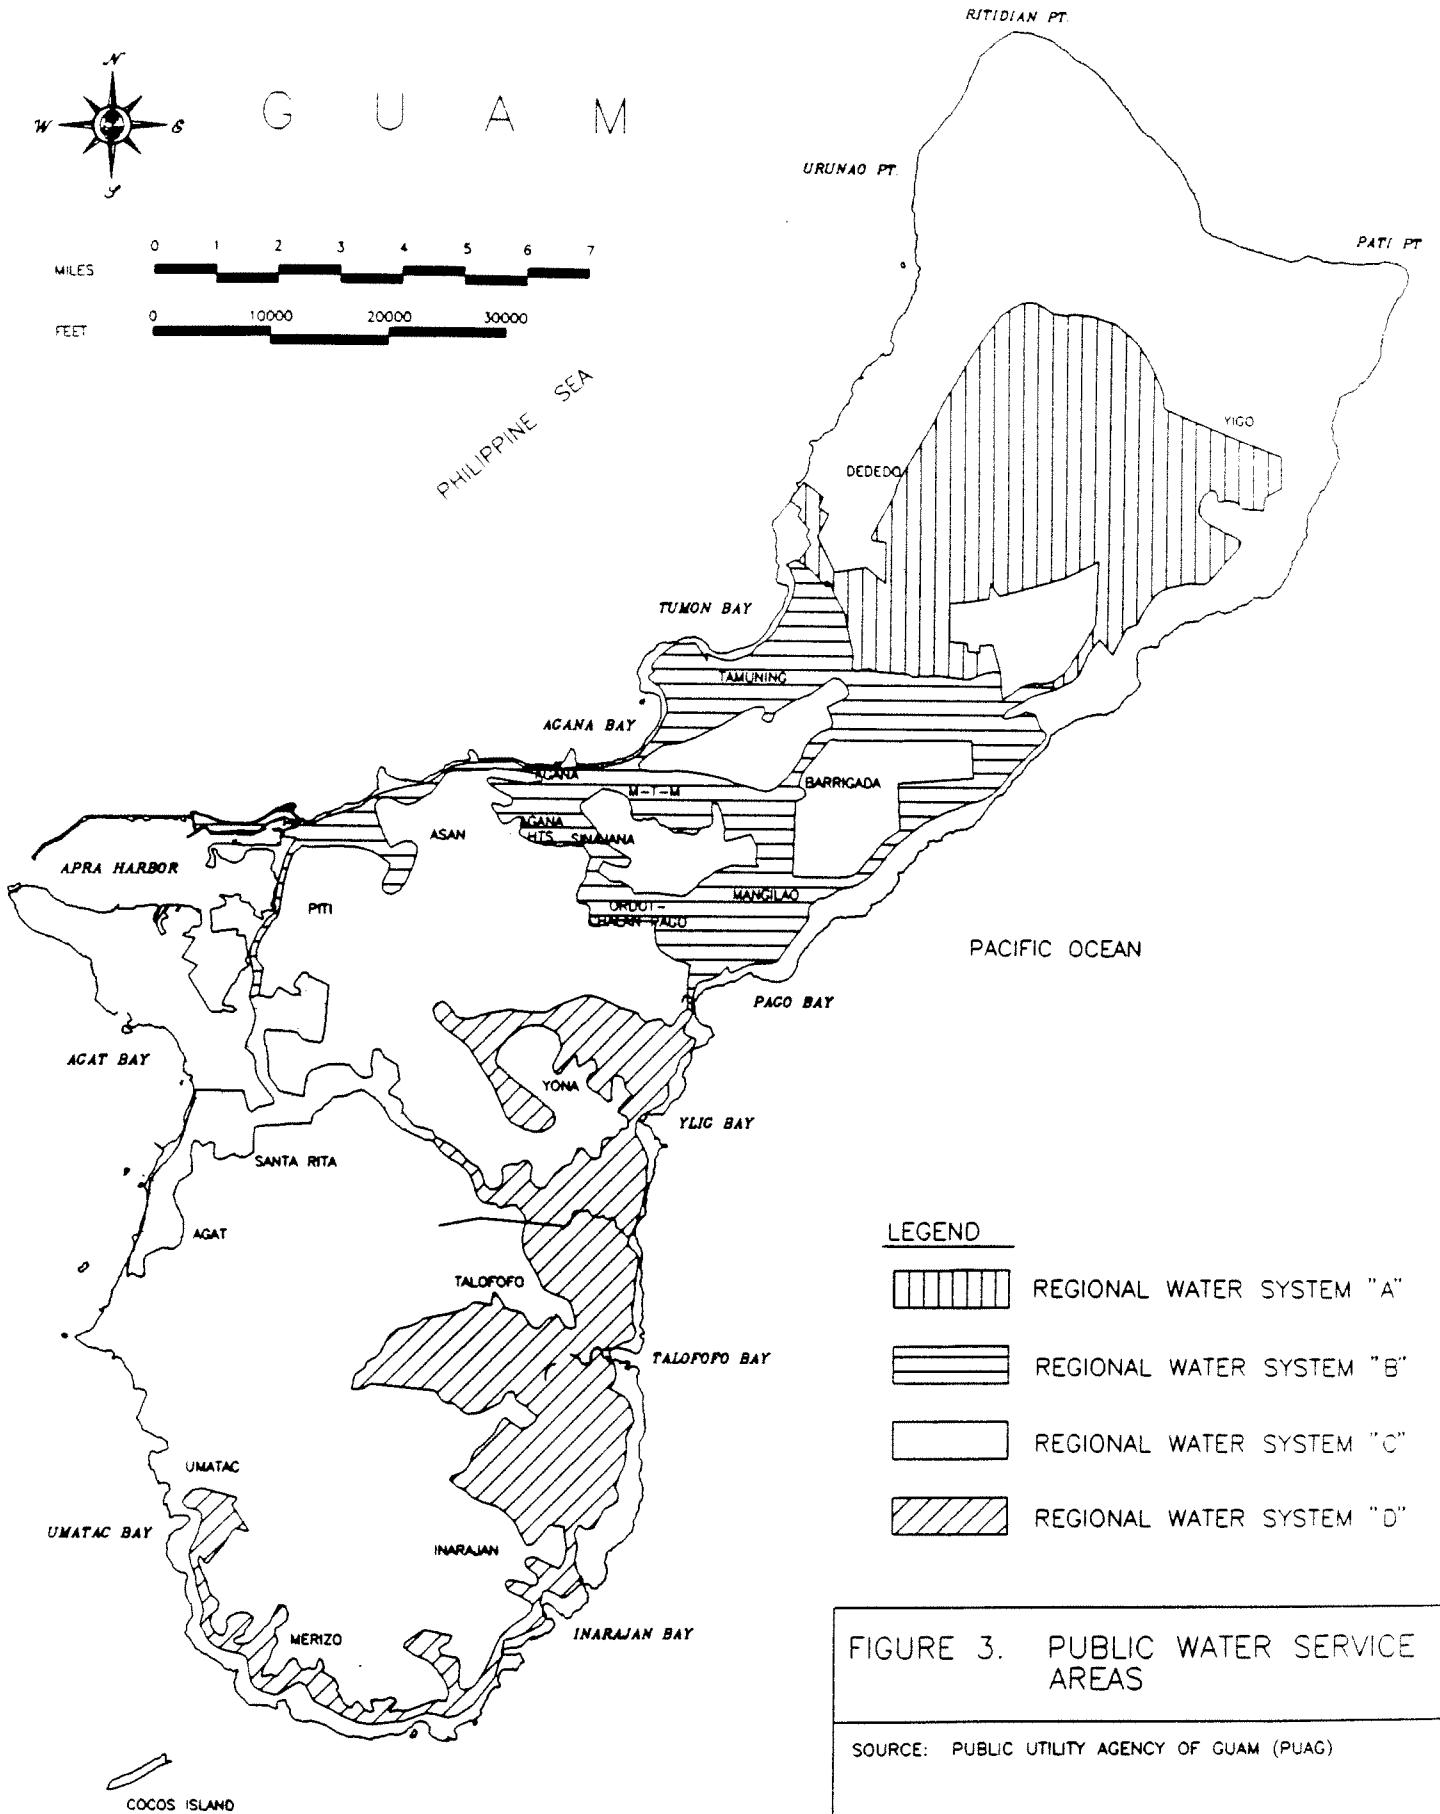 RITIDIAN PT.
N
G U A M
W
E
S
URUNAO PT.
PATI PT
0 1 2 3 4 5 6 7
MILES
0 10000 20000 30000
FEET
PHILIPPINE SEA
YIGO
DEDEDO
TUMON BAY
TAMUNING
AGANA BAY
AGANA
M-T-M
BARRIGADA
AGANA
HTS
SINAJANA
ASAN
APRA HARBOR
PITI
MANGILAO
ORDOT-
CHALAN PAGO
PACIFIC OCEAN
PAGO BAY
AGAT BAY
YONA
YLIG BAY
SANTA RITA
AGAT
TALOFOFO
TALOFOFO BAY
LEGEND
REGIONAL WATER SYSTEM "A"
REGIONAL WATER SYSTEM "B"
REGIONAL WATER SYSTEM "C"
REGIONAL WATER SYSTEM "D"
UMATAC
UMATAC BAY
INARAJAN
INARAJAN BAY
MERIZO
COCOS ISLAND
FIGURE 3. PUBLIC WATER SERVICE
AREAS
SOURCE: PUBLIC UTILITY AGENCY OF GUAM (PUAG)